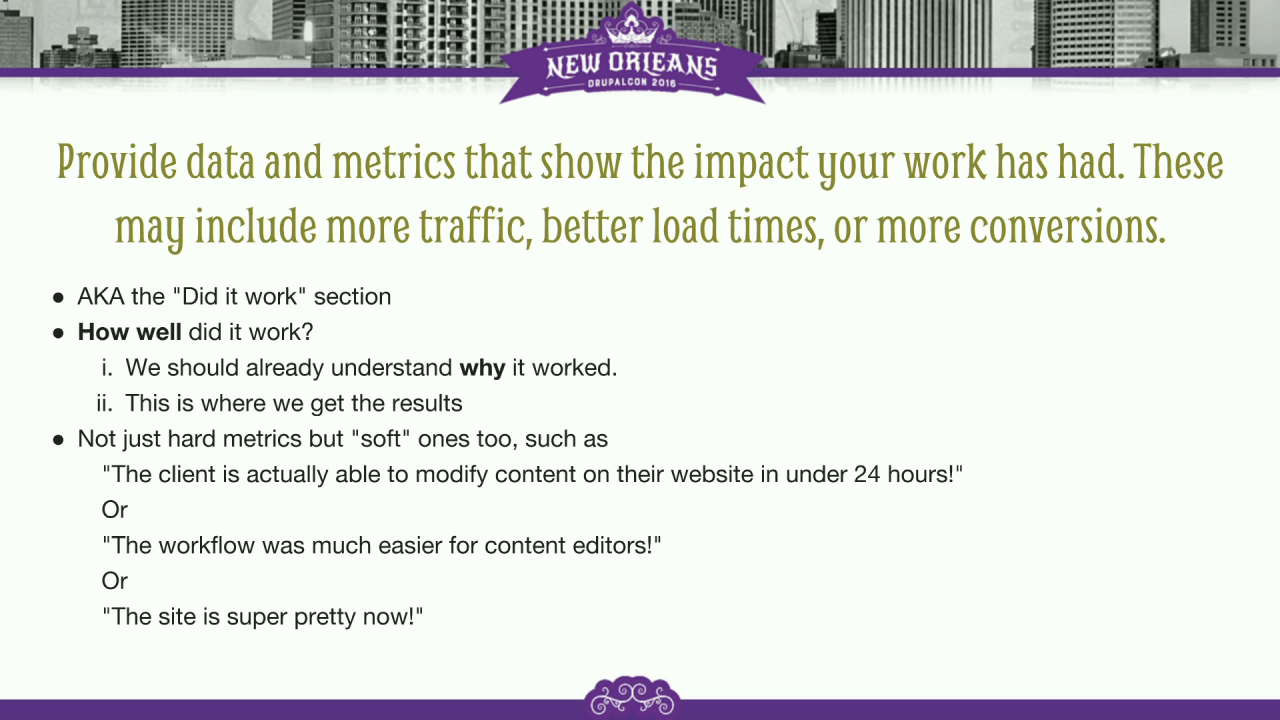 NEW ORLEANS
DRUPALCON 2016
Provide data and metrics that show the impact your work has had. These
may include more traffic, better load times, or more conversions.
● AKA the "Did it work" section
● How well did it work?
i. We should already understand why it worked.
ii. This is where we get the results
● Not just hard metrics but "soft" ones too, such as
"The client is actually able to modify content on their website in under 24 hours!"
Or
"The workflow was much easier for content editors!"
Or
"The site is super pretty now!"